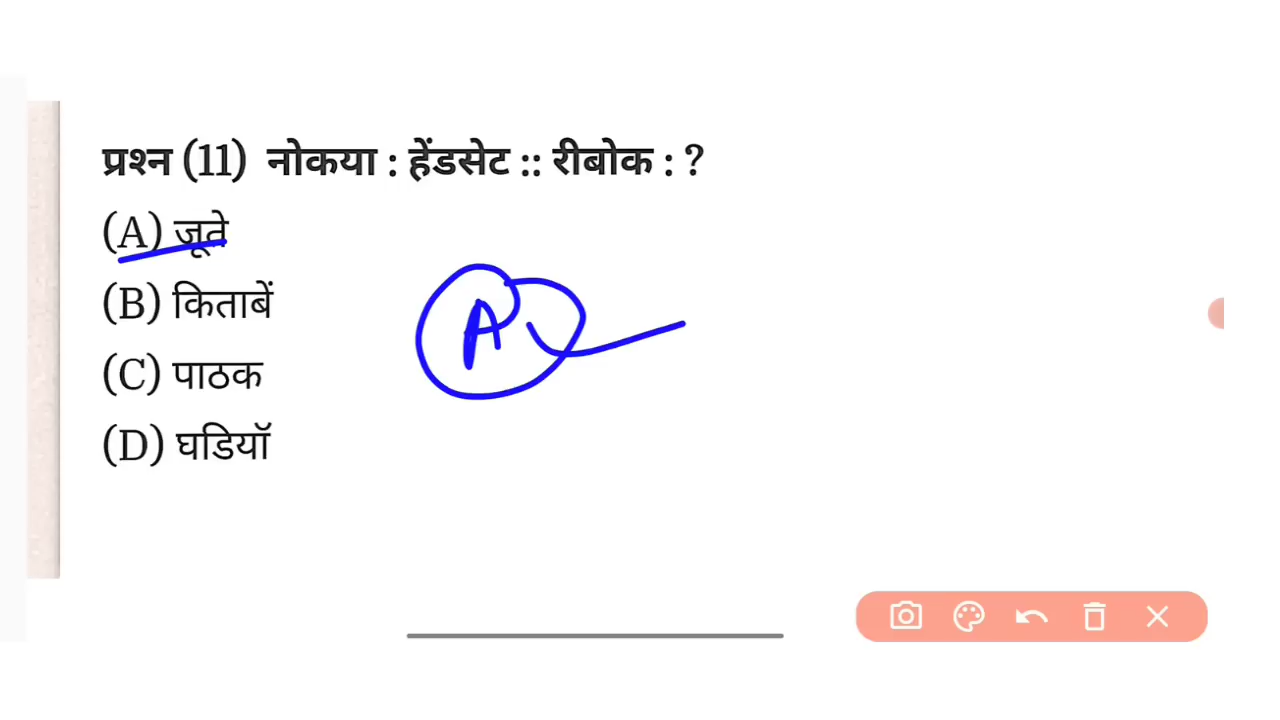 प्रश्न (11) नोकया : हेंडसेट :: रीबोक : ?
(A) जूते
(B) किताबें
(C) पाठक
(D) घडियॉ
A